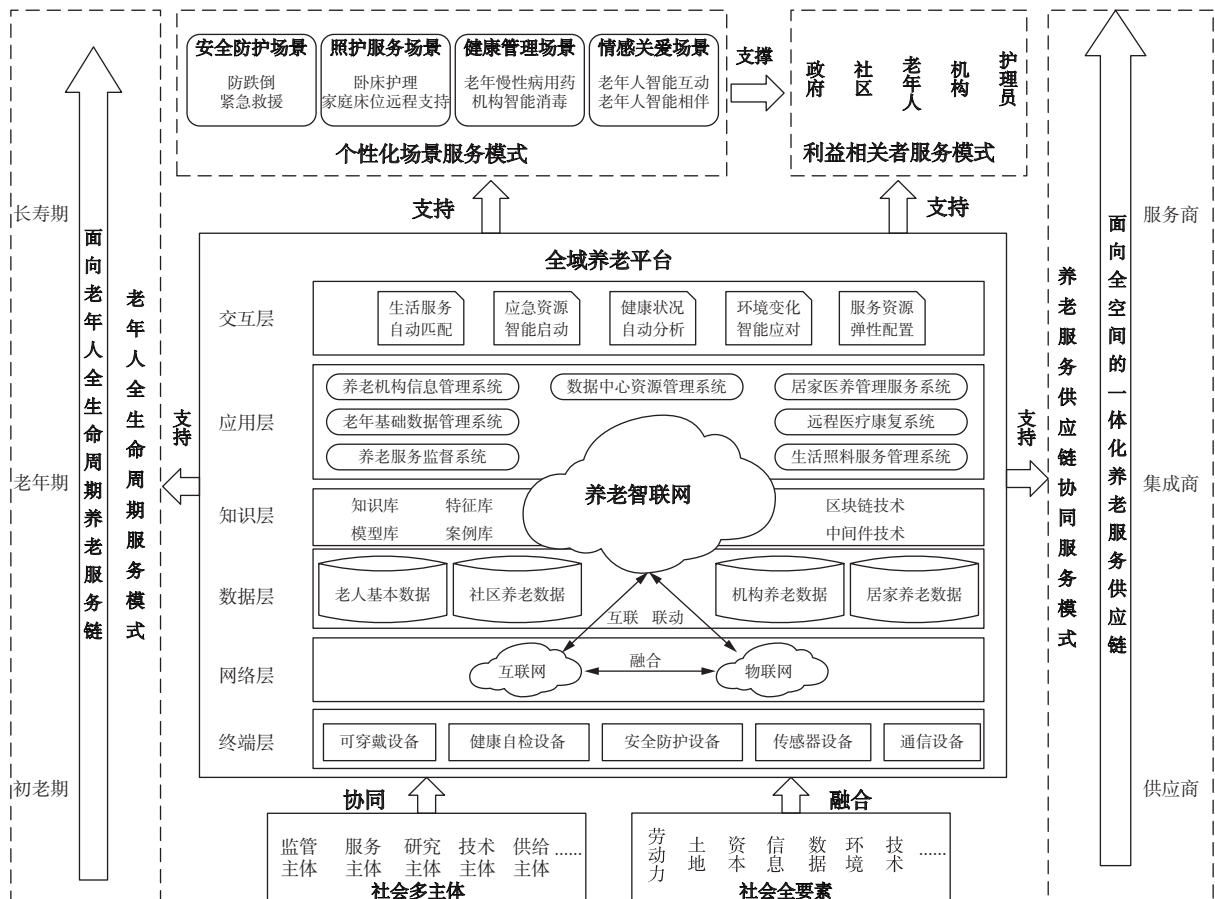 安全防护场景
防跌倒
紧急救援
照护服务场景
卧床护理
家庭床位远程支持
健康管理场景
老年慢性病用药
机构智能消毒
情感关爱场景
老年人智能互动
老年人智能相伴
个性化场景服务模式
支撑
政府
社区
老年人
机构
护理员
利益相关者服务模式
支持
支持
长寿期
老年期
初老期
面向老年人全生命周期养老服务链
老年人全生命周期服务模式
支持
全域养老平台
交互层
生活服务
自动匹配
应急资源
智能启动
健康状况
自动分析
环境变化
智能应对
服务资源
弹性配置
应用层
养老机构信息管理系统
数据中心资源管理系统
居家医养管理服务系统
老年基础数据管理系统
远程医疗康复系统
养老服务监督系统
生活照料服务管理系统
养老智联网
知识层
知识库
特征库
区块链技术
模型库
案例库
中间件技术
数据层
老人基本数据
社区养老数据
机构养老数据
居家养老数据
互联
联动
网络层
互联网
融合
物联网
终端层
可穿戴设备
健康自检设备
安全防护设备
传感器设备
通信设备
支持
养老服务供应链协同服务模式
面向全空间的一体化养老服务供应链
服务商
集成商
供应商
协同
融合
监管
主体
服务
主体
研究
主体
技术
主体
供给
主体
……
社会多主体
劳动力
土地
资本
信息
数据
环境
技术
……
社会全要素